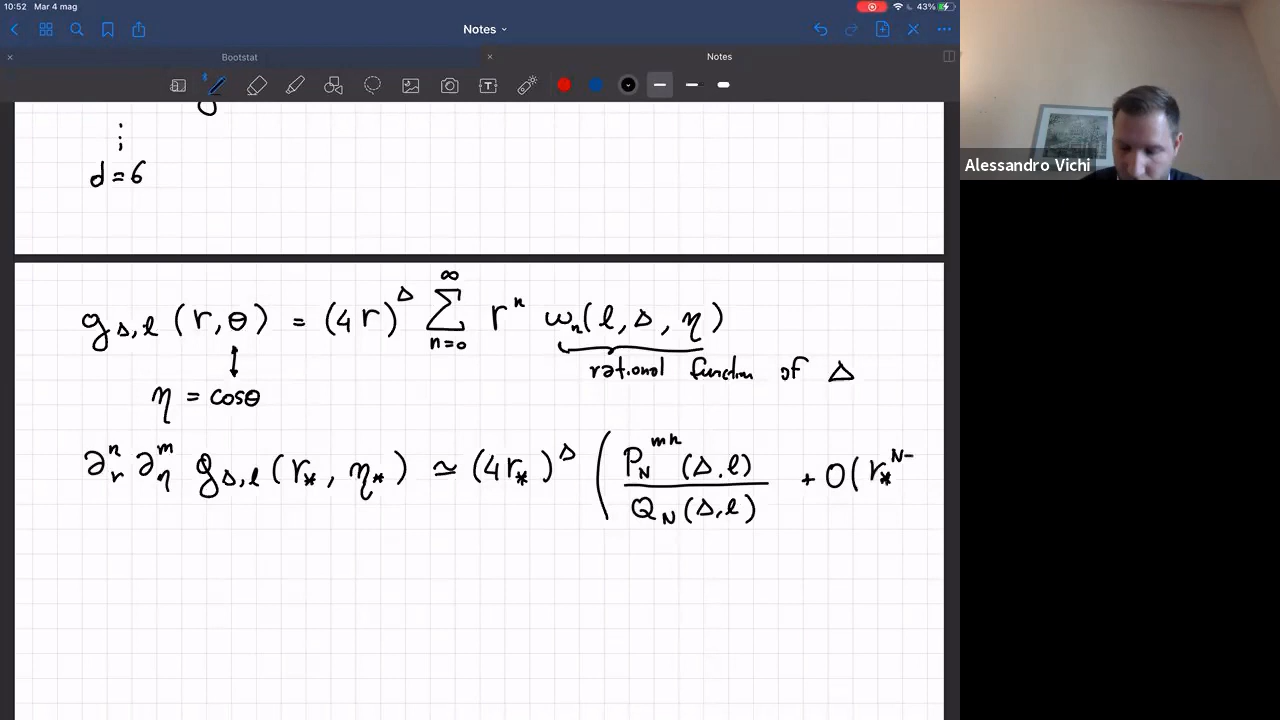 10:52 Mar 4 mag 43%
Notes
Bootstat Notes
⋮
d = 6
g_{Δ,ℓ} (r, θ) = (4r)^Δ ∑_{n=0}^∞ r^n ω_n(ℓ, Δ, η)
rational function of Δ
η = cosθ
∂_r^n ∂_η^m g_{Δ,ℓ} (r_*, η_*) ≃ (4r_*)^Δ ( P_N^{mn} (Δ,ℓ) / Q_N (Δ,ℓ) + O( r_*^{N-
Alessandro Vichi